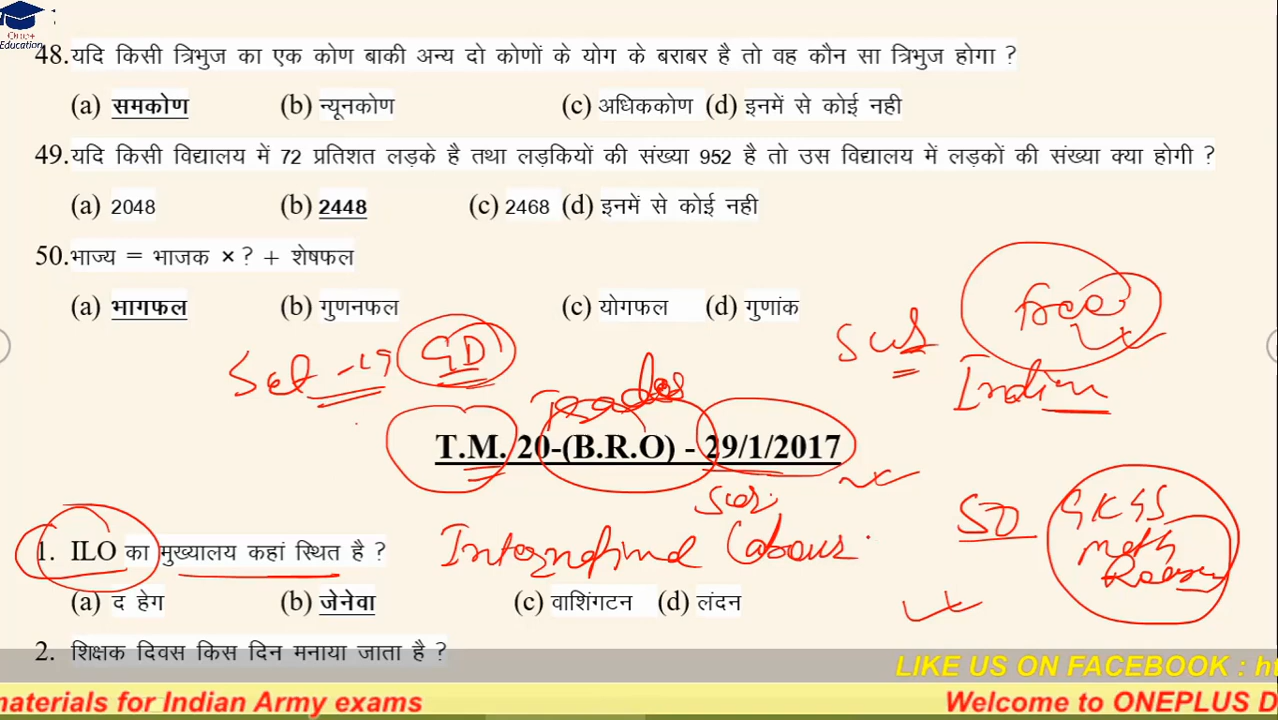 One+
Education
48.यदि किसी त्रिभुज का एक कोण बाकी अन्य दो कोणों के योग के बराबर है तो वह कौन सा त्रिभुज होगा ?
(a) समकोण (b) न्यूनकोण (c) अधिककोण (d) इनमें से कोई नही
49.यदि किसी विद्यालय में 72 प्रतिशत लड़के है तथा लड़कियों की संख्या 952 है तो उस विद्यालय में लड़कों की संख्या क्या होगी ?
(a) 2048 (b) 2448 (c) 2468 (d) इनमें से कोई नही
50.भाज्य = भाजक × ? + शेषफल
(a) भागफल (b) गुणनफल (c) योगफल (d) गुणांक
free
Set -19 GD
Indian
Trades
T.M. 20-(B.R.O) - 29/1/2017
SD GKGS
Math
1. ILO का मुख्यालय कहां स्थित है ?
International Labour
(a) द हेग (b) जेनेवा (c) वाशिंगटन (d) लंदन
2. शिक्षक दिवस किस दिन मनाया जाता है ?
LIKE US ON FACEBOOK :
materials for Indian Army exams Welcome to ONEPLUS D